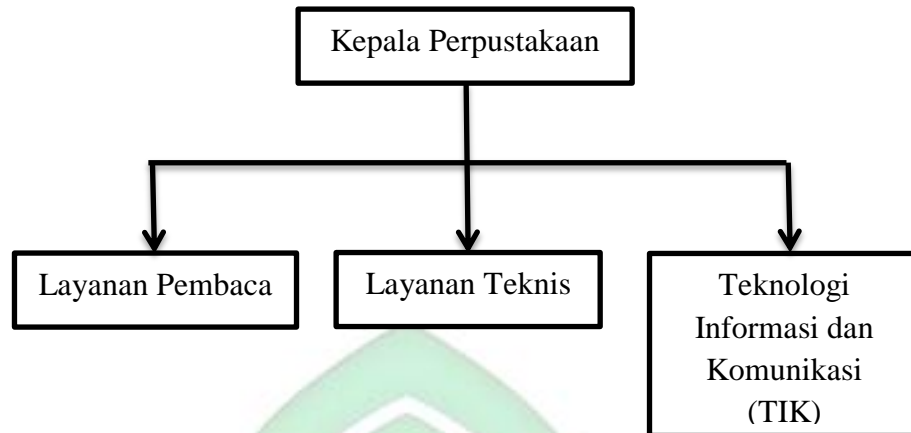 Kepala Perpustakaan
Layanan Pembaca
Layanan Teknis
Teknologi
Informasi dan
Komunikasi
(TIK)